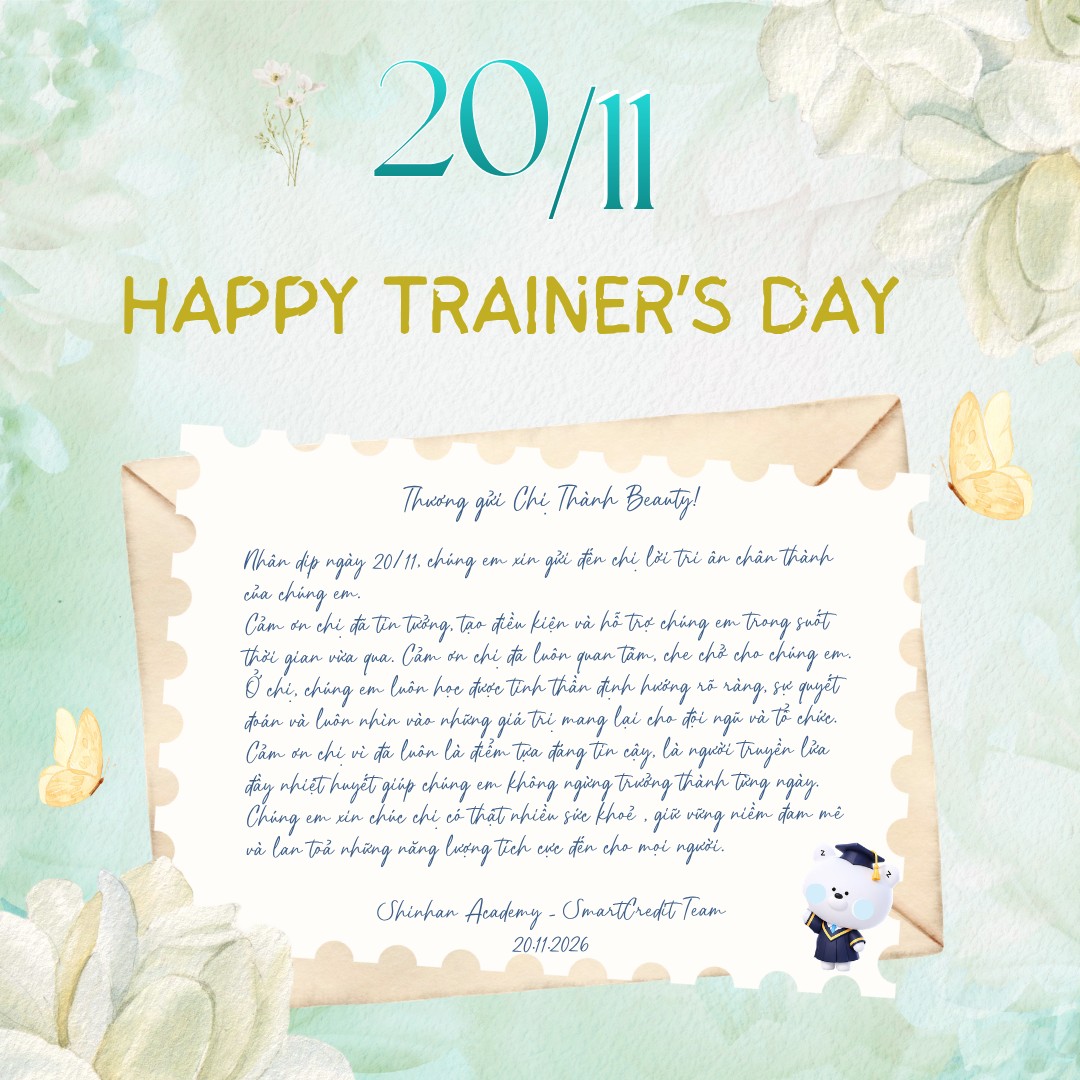 20/11
HAPPY TRAINER'S DAY
Thương gửi Chị Thành Beauty!
Nhân dịp ngày 20/11, chúng em xin gửi đến chị lời tri ân chân thành
của chúng em.
Cảm ơn chị đã tin tưởng, tạo điều kiện và hỗ trợ chúng em trong suốt
thời gian vừa qua. Cảm ơn chị đã luôn quan tâm, che chở cho chúng em.
Ở chị, chúng em luôn học được tinh thần định hướng rõ ràng, sự quyết
đoán và luôn nhìn vào những giá trị mang lại cho đội ngũ và tổ chức.
Cảm ơn chị vì đã luôn là điểm tựa đáng tin cậy, là người truyền lửa
đầy nhiệt huyết giúp chúng em không ngừng trưởng thành từng ngày.
Chúng em xin chúc chị có thật nhiều sức khoẻ , giữ vững niềm đam mê
và lan toả những năng lượng tích cực đến cho mọi người.
Shinhan Academy - SmartCredit Team
20.11.2026